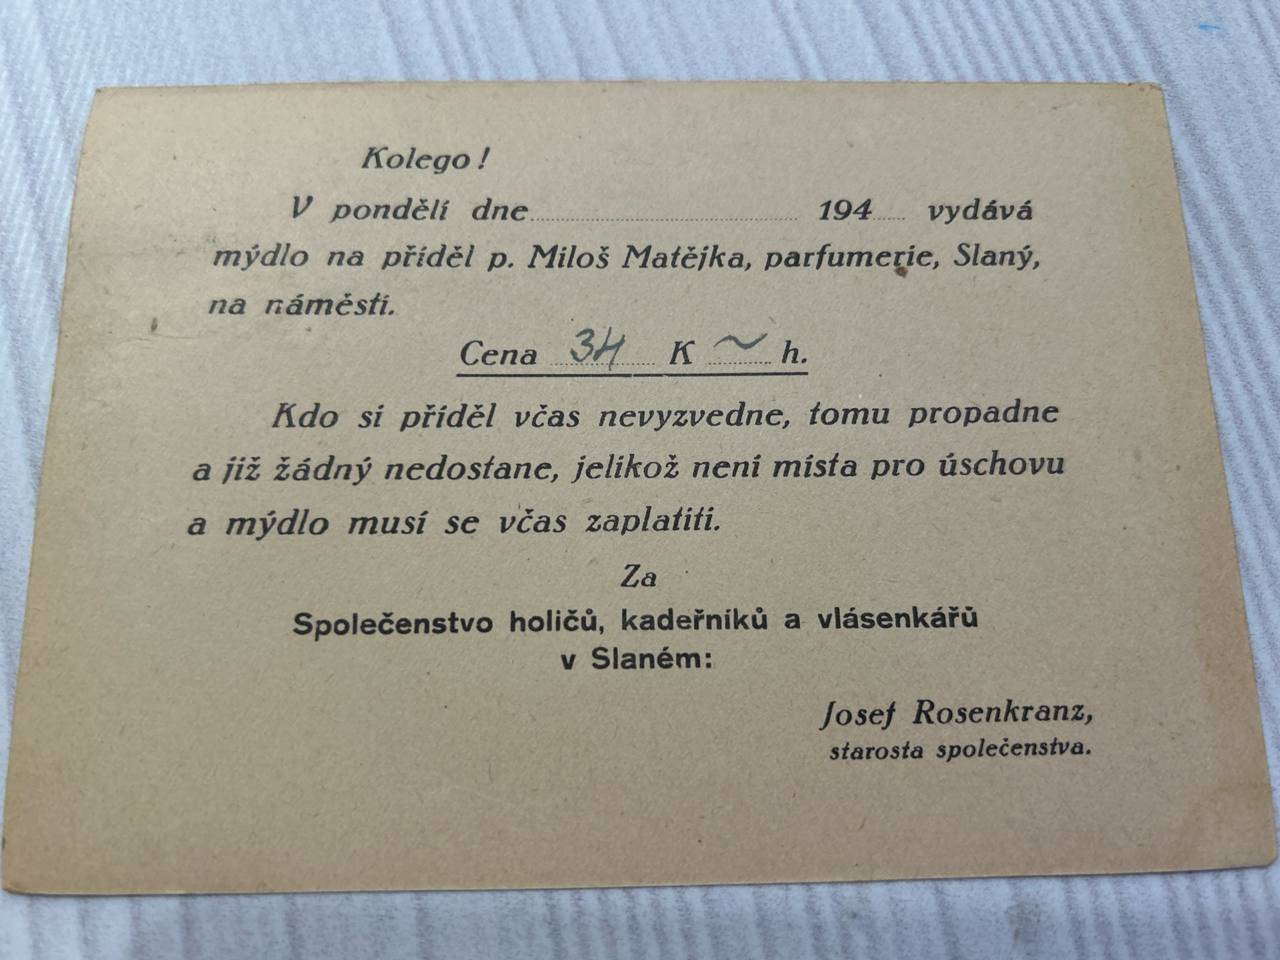 Kolego!
V pondělí dne........................ 194.... vydává
mýdlo na příděl p. Miloš Matějka, parfumerie, Slaný,
na náměstí.
Cena 34 K ~ h.
Kdo si příděl včas nevyzvedne, tomu propadne
a již žádný nedostane, jelikož není místa pro úschovu
a mýdlo musí se včas zaplatiti.
Za
Společenstvo holičů, kadeřníků a vlásenkářů
v Slaném:
Josef Rosenkranz,
starosta společenstva.